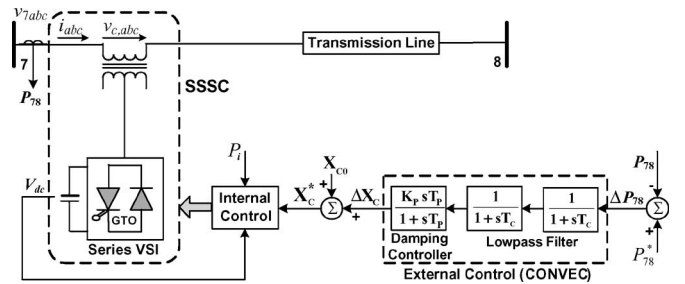 v7abc
iabc
vc,abc
7
Transmission Line
8
P78
SSSC
Vdc
GTO
Series VSI
Pi
Internal
Control
XC0
X*C
+
Σ
+
ΔXC
KP sTP
1 + sTP
Damping
Controller
1
1 + sTC
1
1 + sTC
Lowpass Filter
External Control (CONVEC)
ΔP78
P78
-
Σ
+
P*78